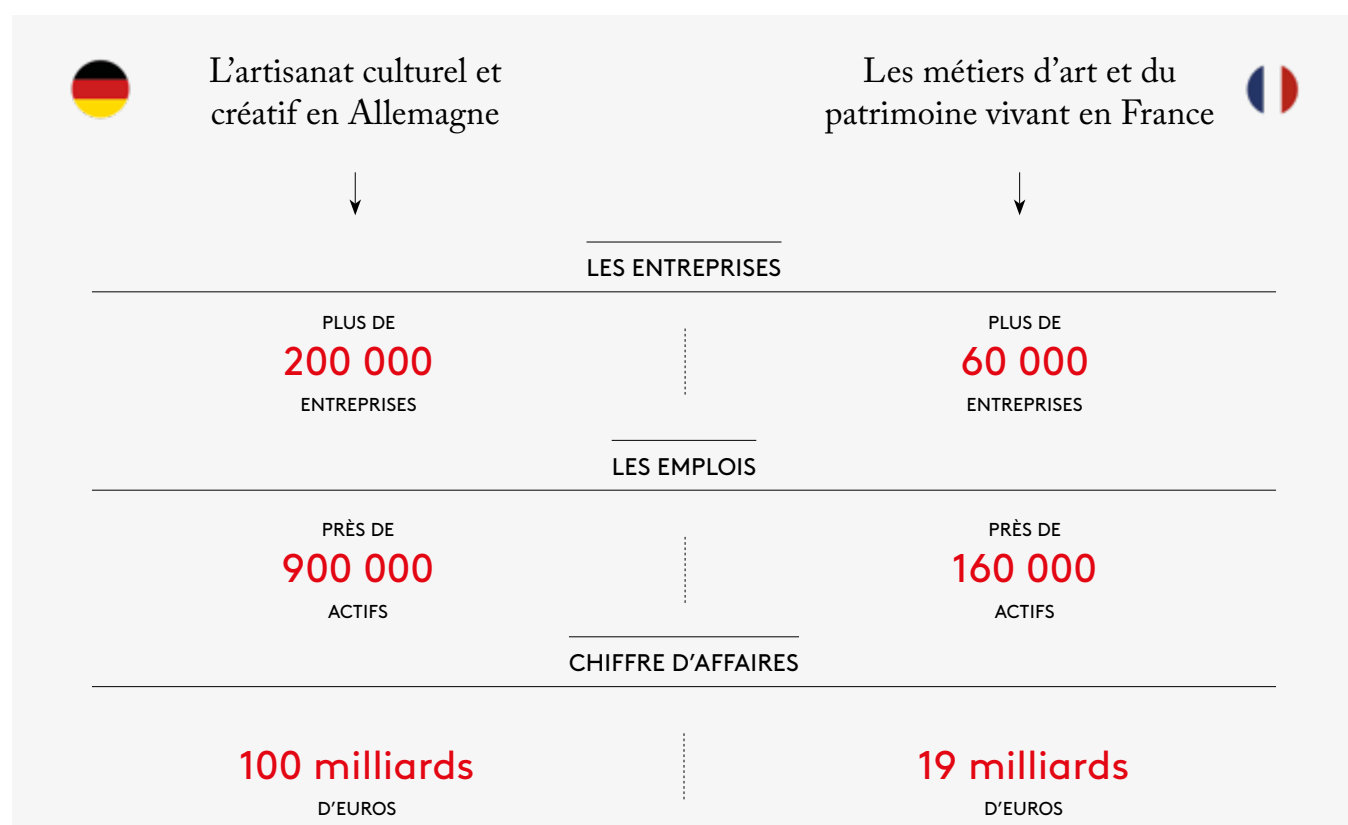 L’artisanat culturel et
créatif en Allemagne
Les métiers d’art et du
patrimoine vivant en France
LES ENTREPRISES
PLUS DE
200 000
ENTREPRISES
PLUS DE
60 000
ENTREPRISES
LES EMPLOIS
PRÈS DE
900 000
ACTIFS
PRÈS DE
160 000
ACTIFS
CHIFFRE D’AFFAIRES
100 milliards
D’EUROS
19 milliards
D’EUROS